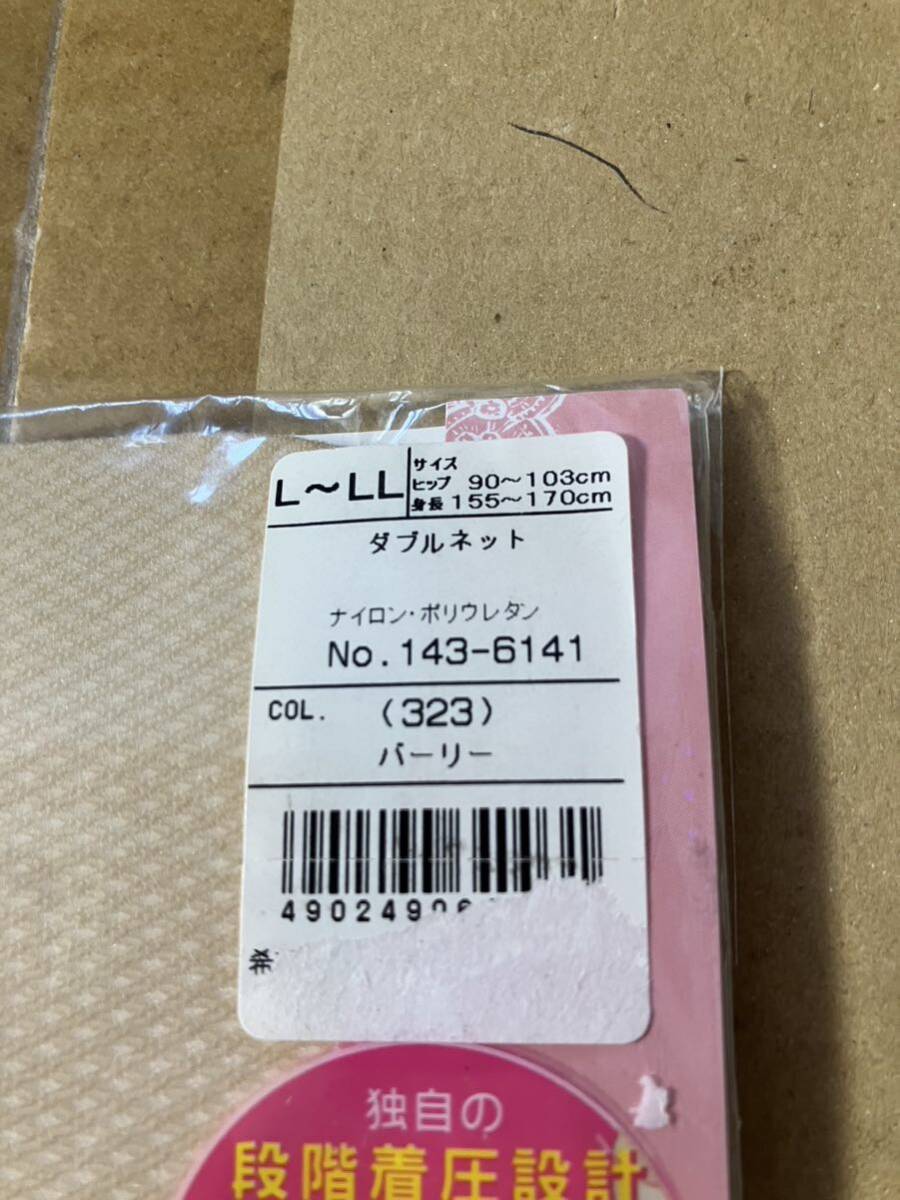 L～LL
サイズ
ヒップ 90～103cm
身長 155～170cm
ダブルネット
ナイロン・ポリウレタン
No.143-6141
COL. (323)
バーリー
490249
希
独自の
段階着圧設計